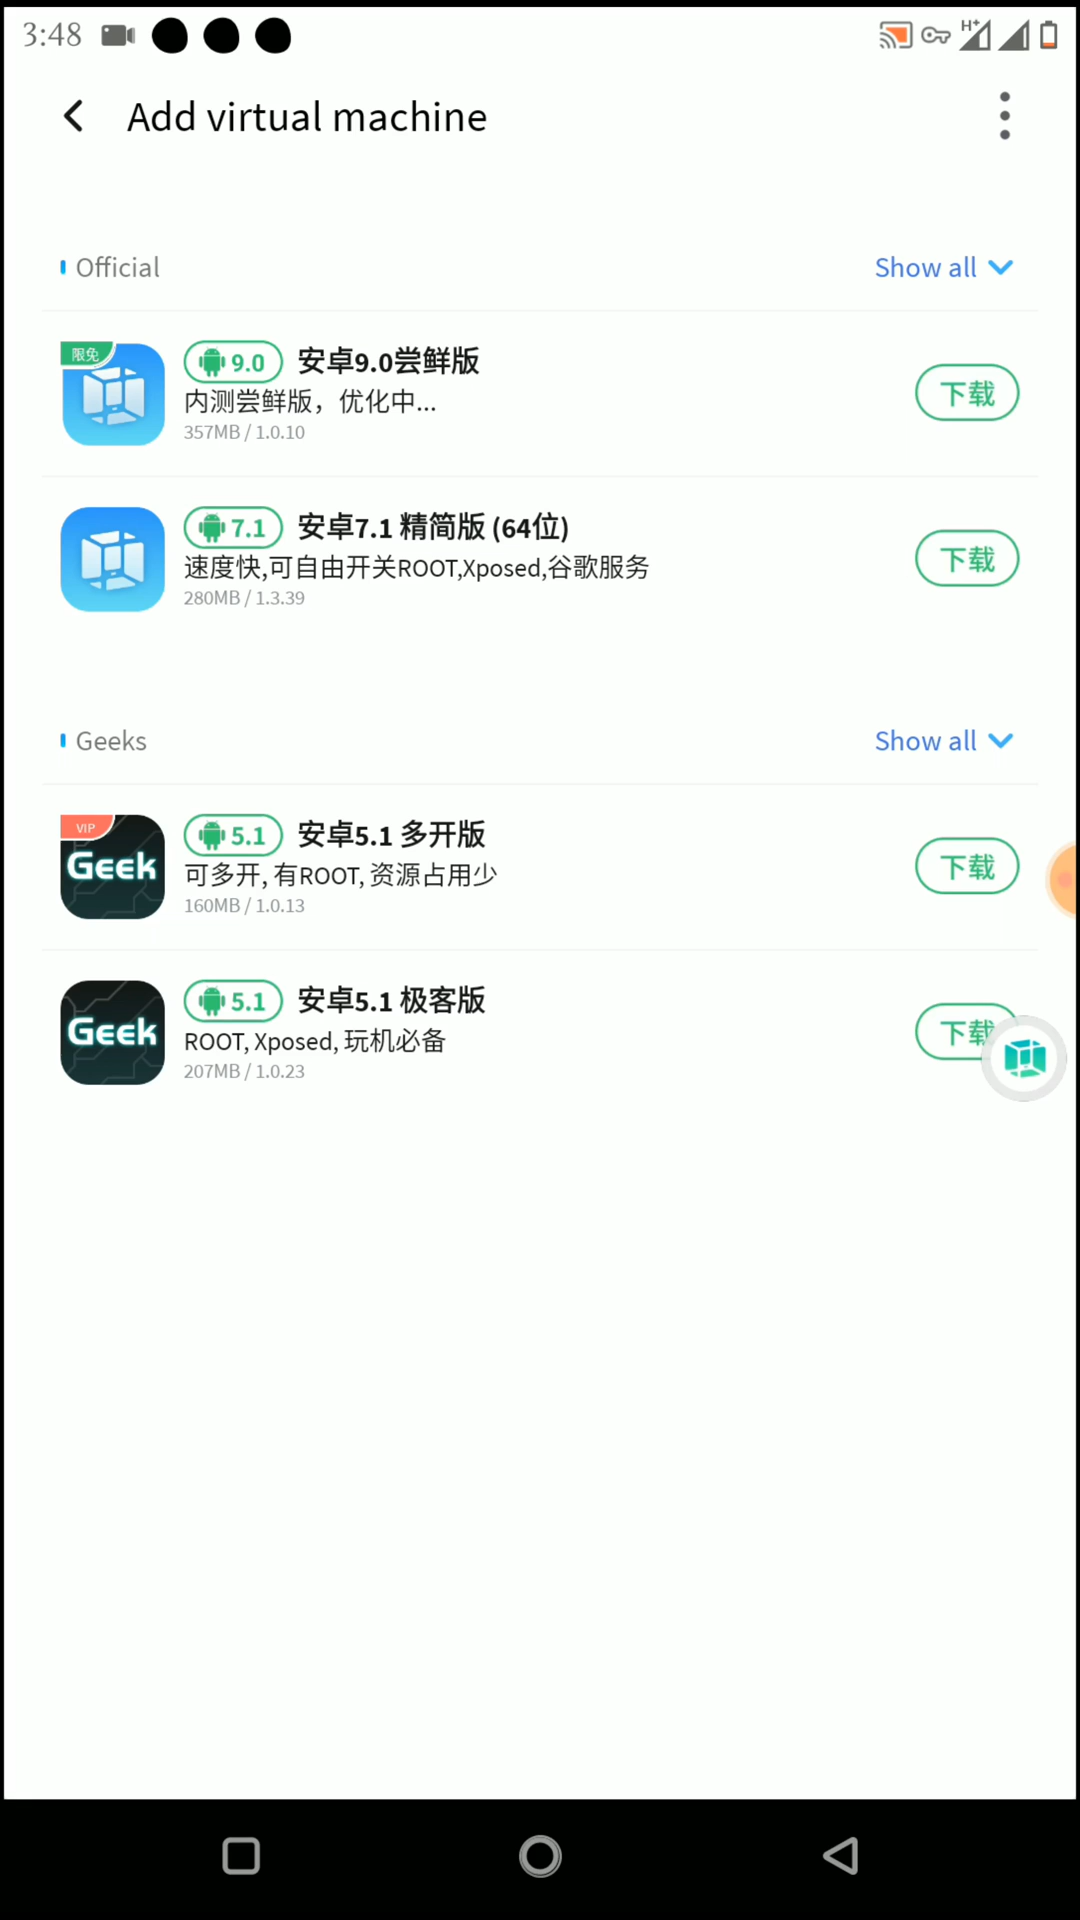 3:48
H+
Add virtual machine
Official
Show all
限免
9.0 安卓9.0尝鲜版
内测尝鲜版，优化中...
357MB / 1.0.10
下载
7.1 安卓7.1 精简版 (64位)
速度快,可自由开关ROOT,Xposed,谷歌服务
280MB / 1.3.39
下载
Geeks
Show all
VIP
Geek
5.1 安卓5.1 多开版
可多开, 有ROOT, 资源占用少
160MB / 1.0.13
下载
Geek
5.1 安卓5.1 极客版
ROOT, Xposed, 玩机必备
207MB / 1.0.23
下载